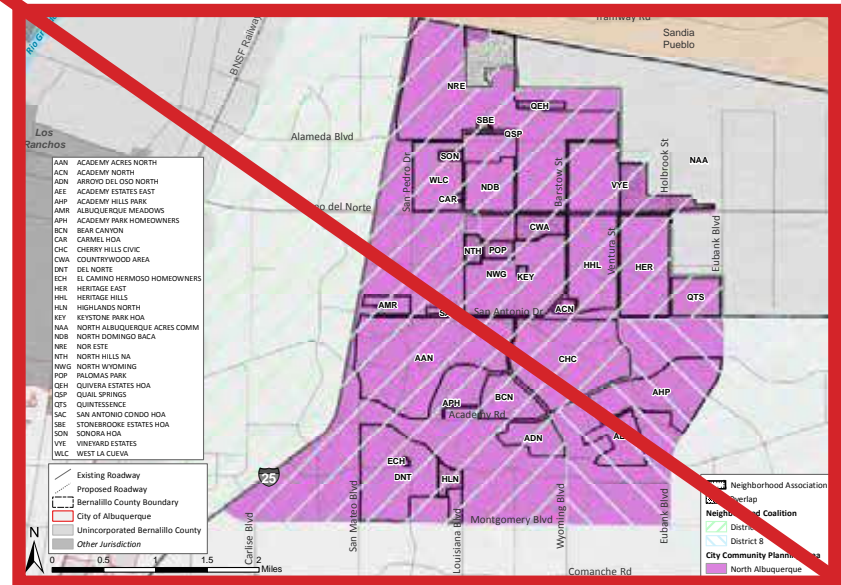 Tramway Rd
Sandia
Pueblo
Rio
BNSF Railway
NRE
QEH
SBE
QSP
Los
Ranchos
Alameda Blvd
SON
WLC
CAR
NDB
San Pedro Dr
Barstow St
VYE
Holbrook St
NAA
del Norte
CWA
NTH
POP
NWG
KEY
HHL
Ventura St
HER
Eubank Blvd
QTS
AMR
San Antonio Dr
ACN
AAN
CHC
BCN
AHP
APH
Academy Rd
ADN
ECH
DNT
HLN
25
Carlisle Blvd
San Mateo Blvd
Louisiana Blvd
Montgomery Blvd
Wyoming Blvd
Eubank Blvd
Comanche Rd
AAN ACADEMY ACRES NORTH
ACN ACADEMY NORTH
ADN ARROYO DEL OSO NORTH
AEE ACADEMY ESTATES EAST
AHP ACADEMY HILLS PARK
AMR ALBUQUERQUE MEADOWS
APH ACADEMY PARK HOMEOWNERS
BCN BEAR CANYON
CAR CARMEL HOA
CHC CHERRY HILLS CIVIC
CWA COUNTRYWOOD AREA
DNT DEL NORTE
ECH EL CAMINO HERMOSO HOMEOWNERS
HER HERITAGE EAST
HHL HERITAGE HILLS
HLN HIGHLANDS NORTH
KEY KEYSTONE PARK HOA
NAA NORTH ALBUQUERQUE ACRES COMM
NDB NORTH DOMINGO BACA
NRE NOR ESTE
NTH NORTH HILLS NA
NWG NORTH WYOMING
POP PALOMAS PARK
QEH QUIVERA ESTATES HOA
QSP QUAIL SPRINGS
QTS QUINTESSENCE
SAC SAN ANTONIO CONDO HOA
SBE STONEBROOKE ESTATES HOA
SON SONORA HOA
VYE VINEYARD ESTATES
WLC WEST LA CUEVA
Existing Roadway
Proposed Roadway
Bernalillo County Boundary
City of Albuquerque
Unincorporated Bernalillo County
Other Jurisdiction
N
0 0.5 1 1.5 2
Miles
Neighborhood Association
Overlap
Coalition
District 8
City Community
North Albuquerque